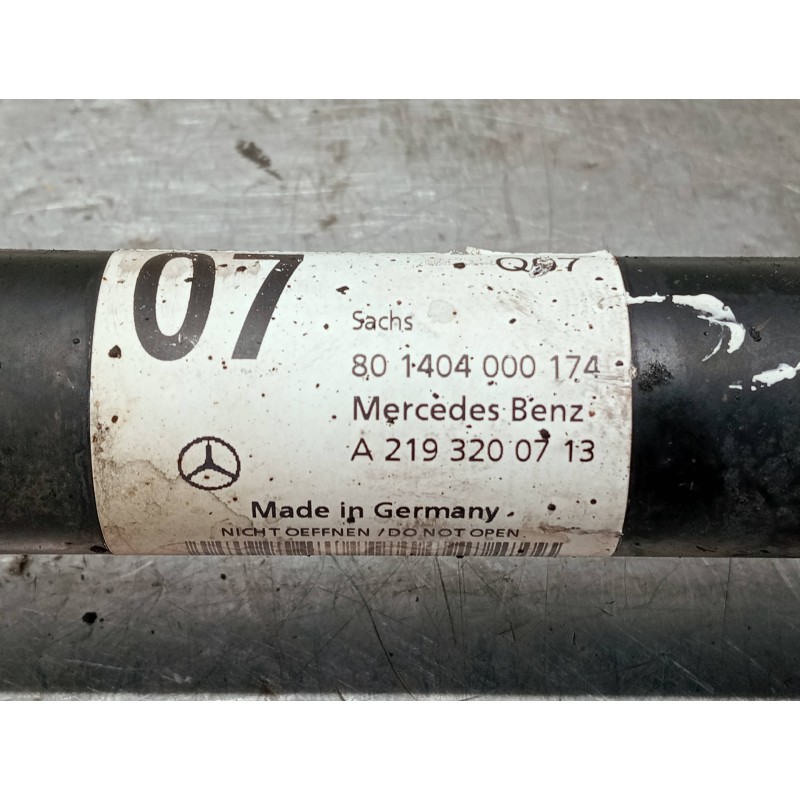 07
Sachs
80 1404 000 174
Mercedes Benz
A 219 320 07 13
Made in Germany
NICHT OEFFNEN / DO NOT OPEN